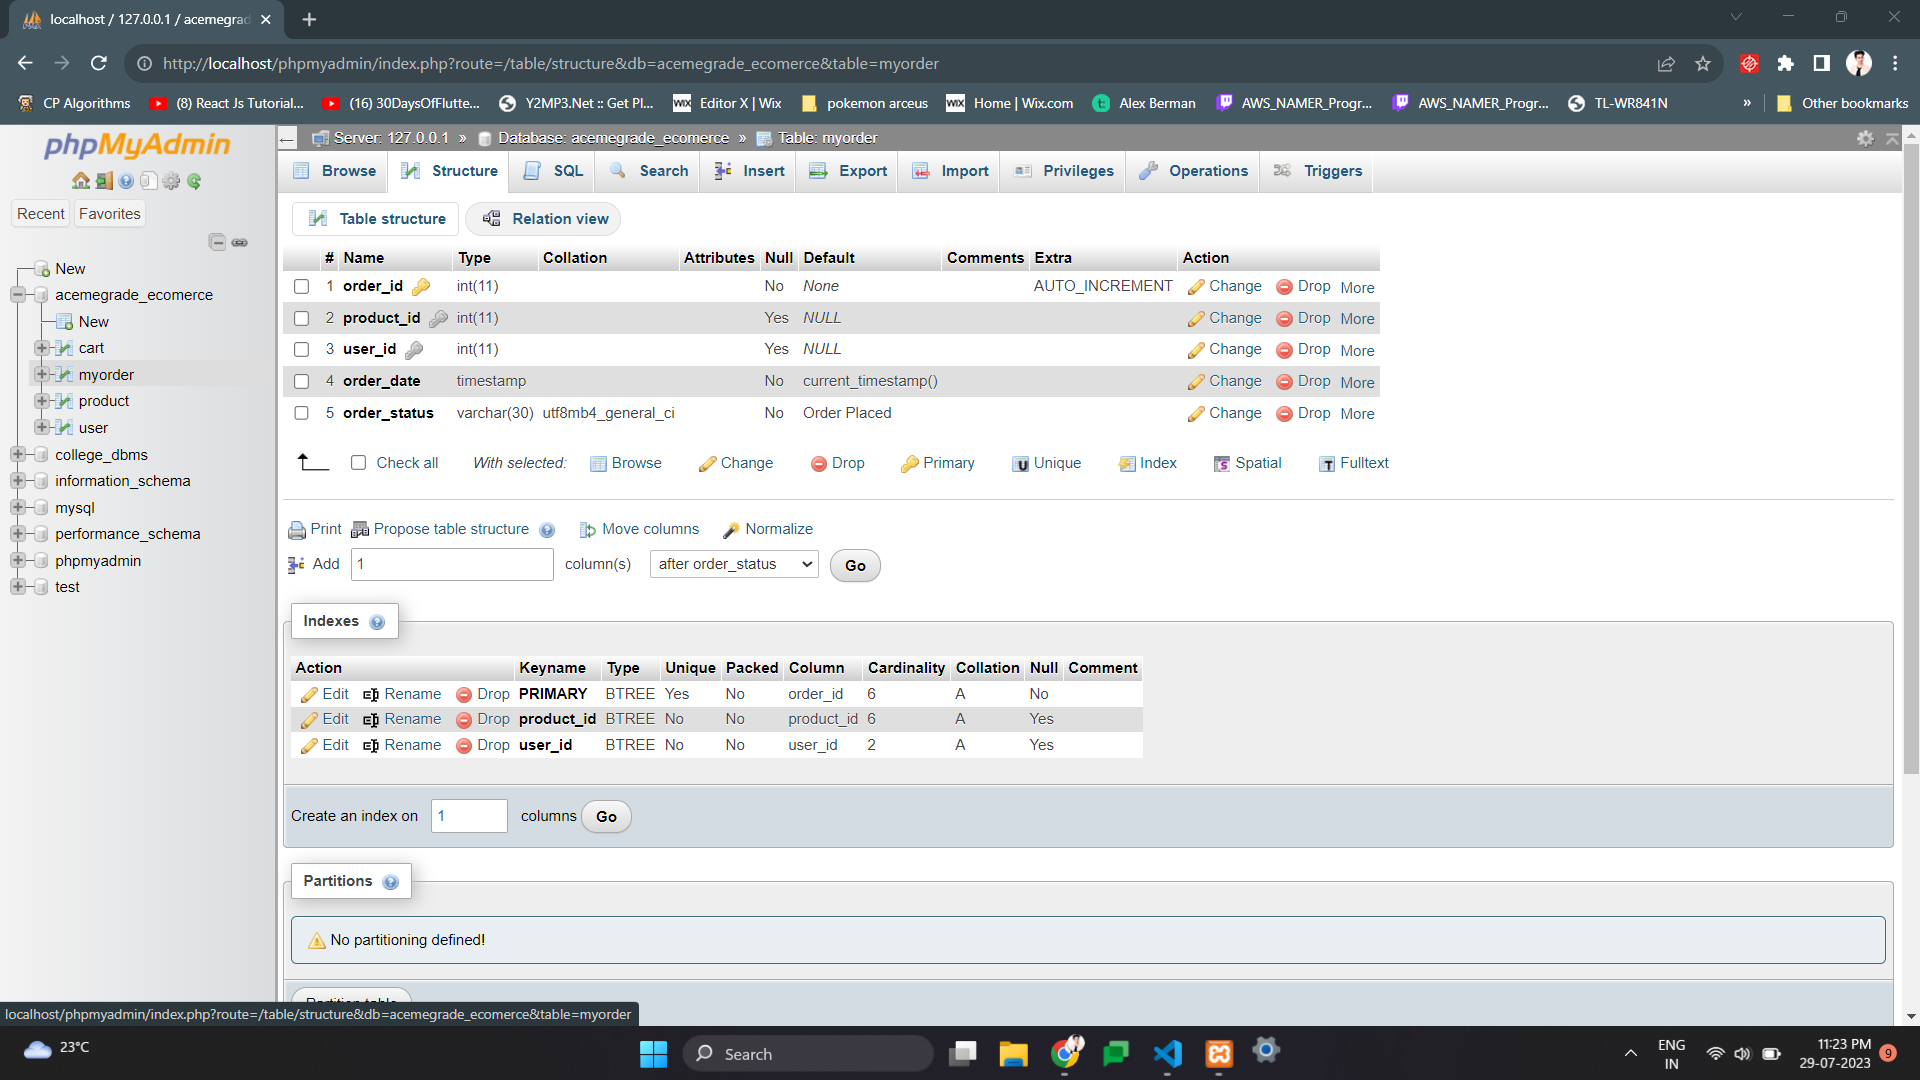 localhost / 127.0.0.1 / acemegrad
http://localhost/phpmyadmin/index.php?route=/table/structure&db=acemegrade_ecomerce&table=myorder
CP Algorithms (8) React Js Tutorial... (16) 30DaysOfFlutte... Y2MP3.Net :: Get Pl... WIX Editor X | Wix pokemon arceus WIX Home | Wix.com t Alex Berman AWS_NAMER_Progr... AWS_NAMER_Progr... TL-WR841N » Other bookmarks
phpMyAdmin
Recent Favorites
New
acemegrade_ecomerce
New
cart
myorder
product
user
college_dbms
information_schema
mysql
performance_schema
phpmyadmin
test
Server: 127.0.0.1 » Database: acemegrade_ecomerce » Table: myorder
Browse Structure SQL Search Insert Export Import Privileges Operations Triggers
Table structure Relation view
# Name Type Collation Attributes Null Default Comments Extra Action
1 order_id int(11) No None AUTO_INCREMENT Change Drop More
2 product_id int(11) Yes NULL Change Drop More
3 user_id int(11) Yes NULL Change Drop More
4 order_date timestamp No current_timestamp() Change Drop More
5 order_status varchar(30) utf8mb4_general_ci No Order Placed Change Drop More
Check all With selected: Browse Change Drop Primary U Unique Index S Spatial T Fulltext
Print Propose table structure Move columns Normalize
Add 1 column(s) after order_status Go
Indexes
Action Keyname Type Unique Packed Column Cardinality Collation Null Comment
Edit Rename Drop PRIMARY BTREE Yes No order_id 6 A No
Edit Rename Drop product_id BTREE No No product_id 6 A Yes
Edit Rename Drop user_id BTREE No No user_id 2 A Yes
Create an index on 1 columns Go
Partitions
No partitioning defined!
Partition table
localhost/phpmyadmin/index.php?route=/table/structure&db=acemegrade_ecomerce&table=myorder
23°C
Search
ENG
IN
11:23 PM
29-07-2023
9